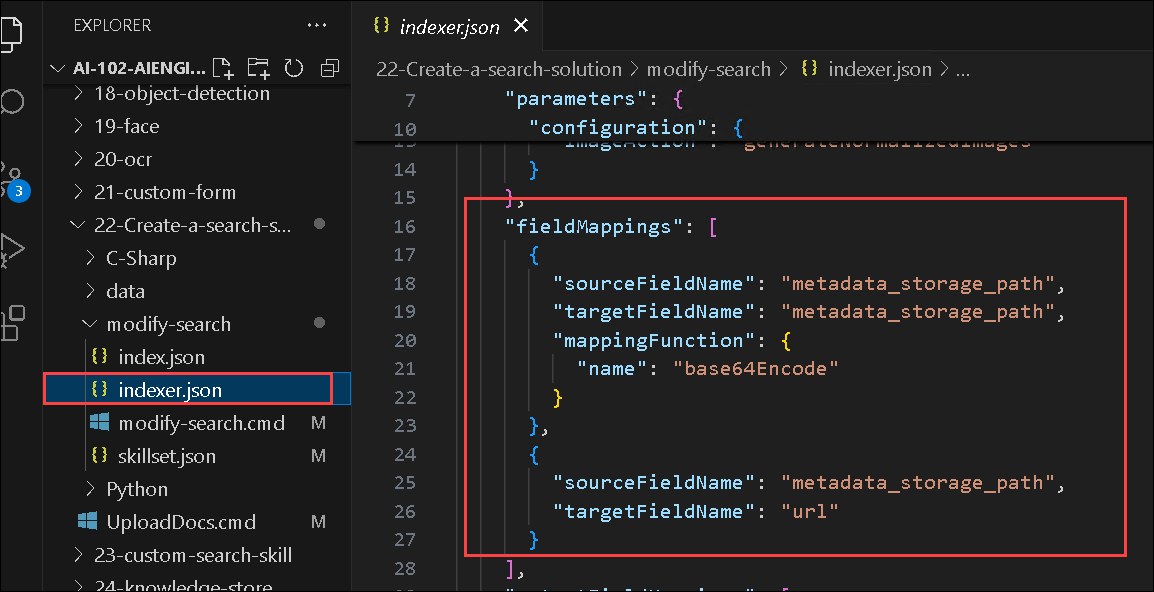 EXPLORER
AI-102-AIENGI...
18-object-detection
19-face
20-ocr
21-custom-form
22-Create-a-search-s...
C-Sharp
data
modify-search
{} index.json
{} indexer.json
modify-search.cmd M
{} skillset.json M
Python
UploadDocs.cmd M
23-custom-search-skill
24-knowledge-store
3
{} indexer.json
22-Create-a-search-solution > modify-search > {} indexer.json > ...
7 "parameters": {
10 "configuration": {
13 "imageAction": "generateNormalizedImages"
14 }
15 },
16 "fieldMappings": [
17 {
18 "sourceFieldName": "metadata_storage_path",
19 "targetFieldName": "metadata_storage_path",
20 "mappingFunction": {
21 "name": "base64Encode"
22 }
23 },
24 {
25 "sourceFieldName": "metadata_storage_path",
26 "targetFieldName": "url"
27 }
28 ],